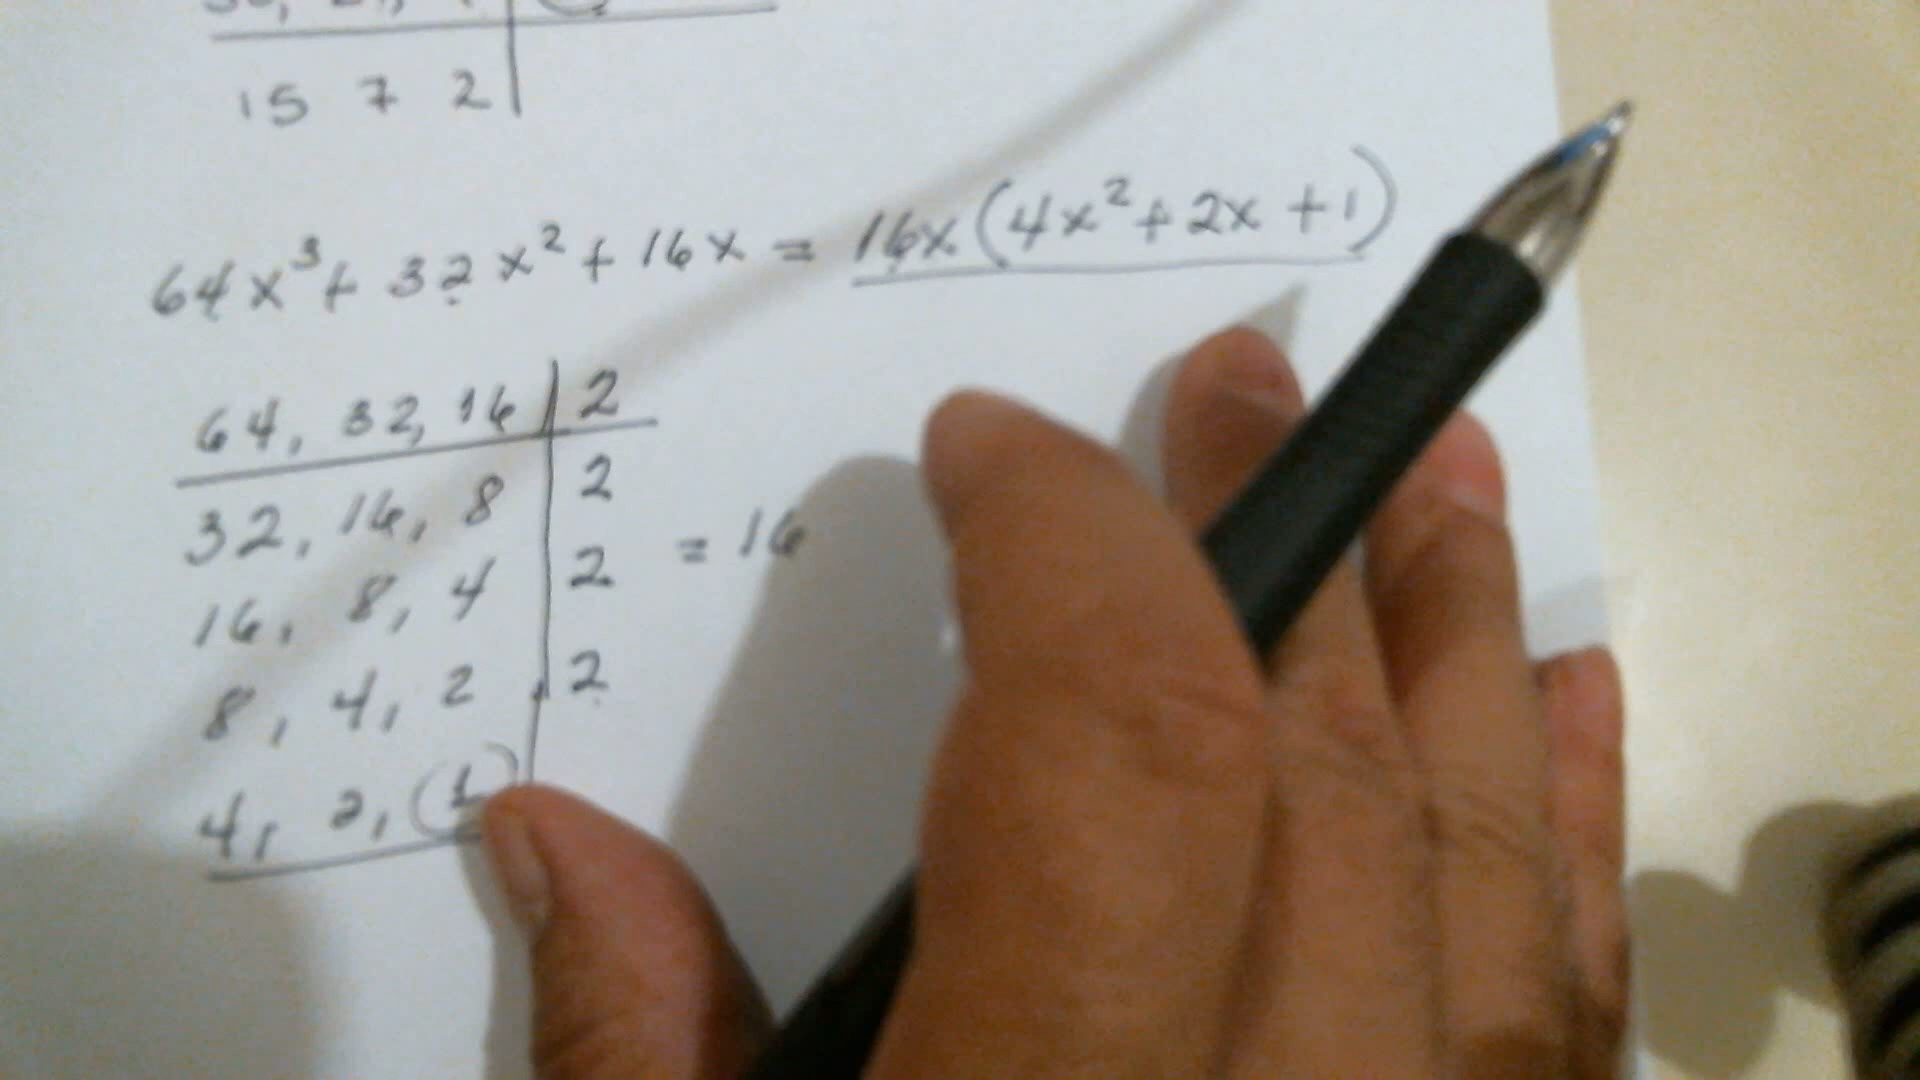 15 7 2
64x³ + 32x² + 16x = 16x(4x² + 2x + 1)
64, 32, 16 | 2
32, 16, 8 | 2
= 16
16, 8, 4 | 2
8, 4, 2 | 2
4, 2, (1)